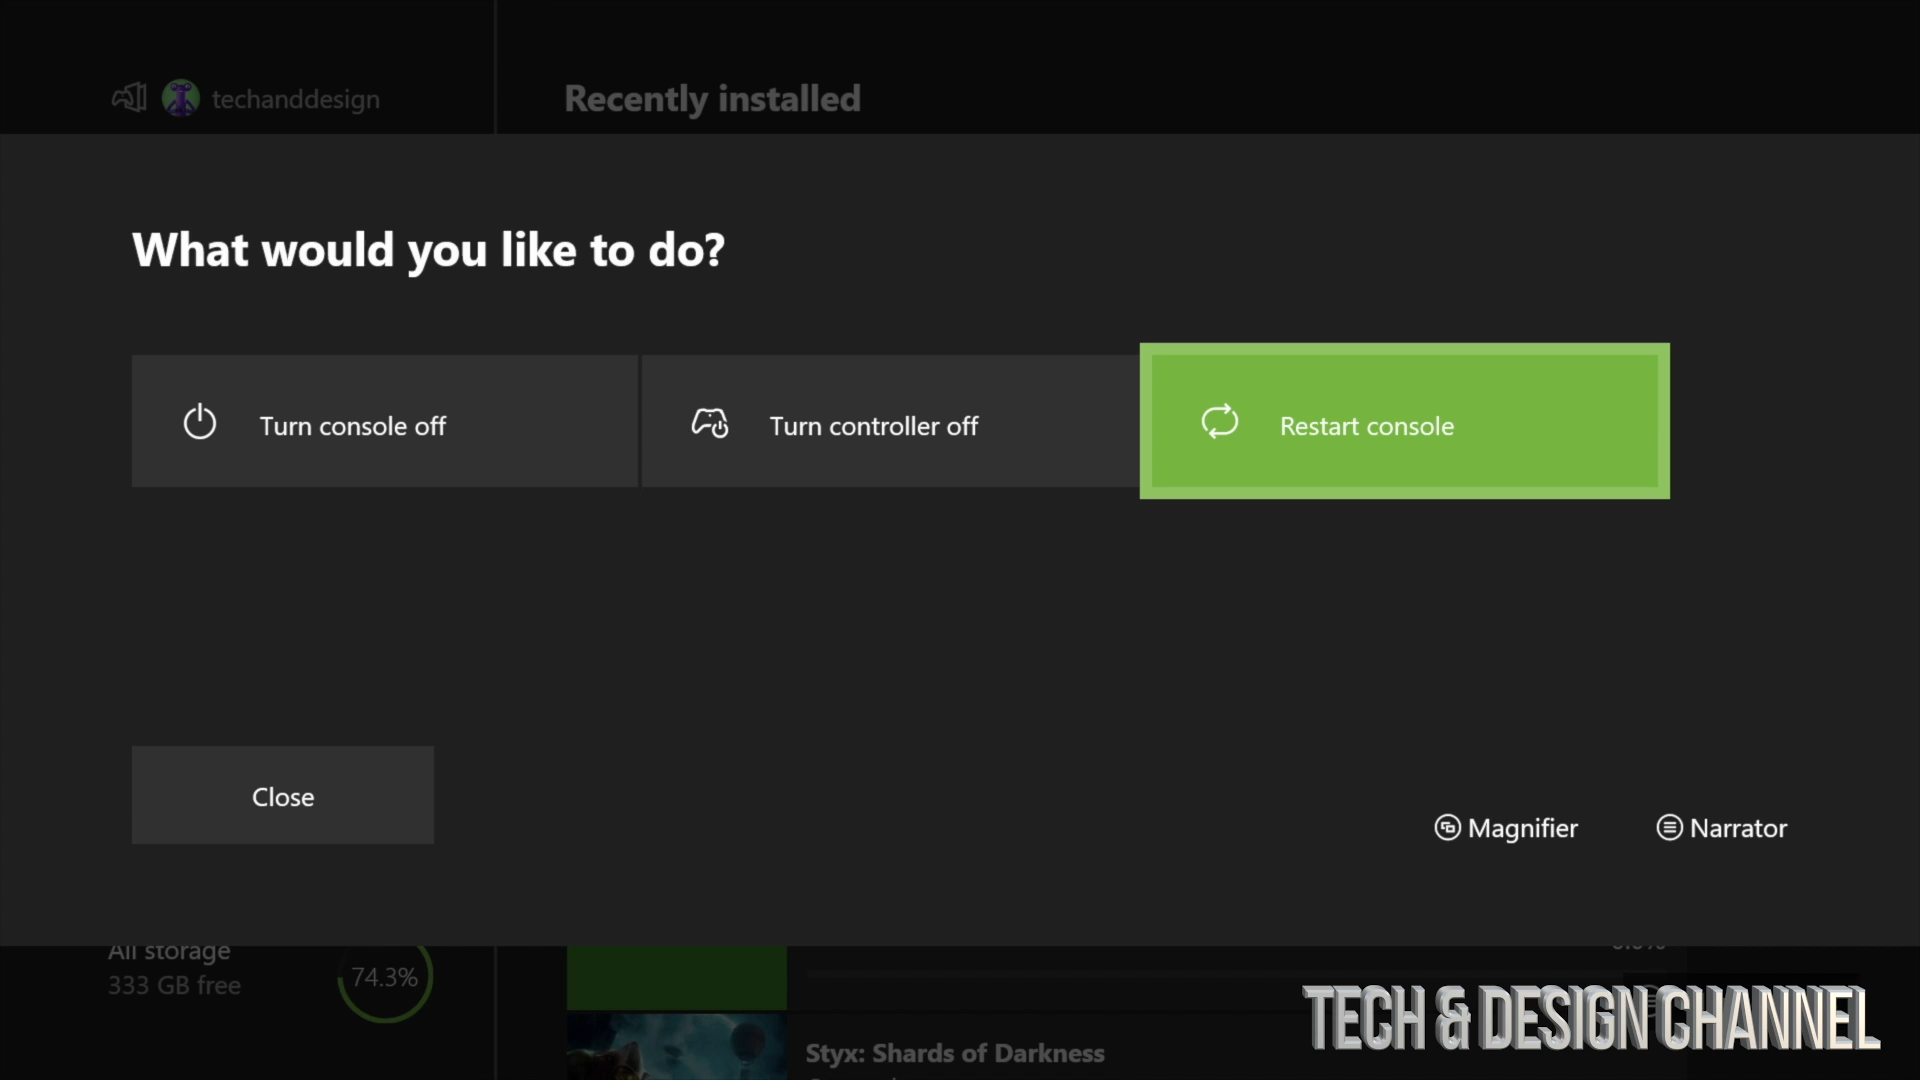 techanddesign
Recently installed
What would you like to do?
Turn console off
Turn controller off
Restart console
Close
Magnifier
Narrator
All storage
333 GB free
74.3%
Styx: Shards of Darkness
TECH & DESIGN CHANNEL